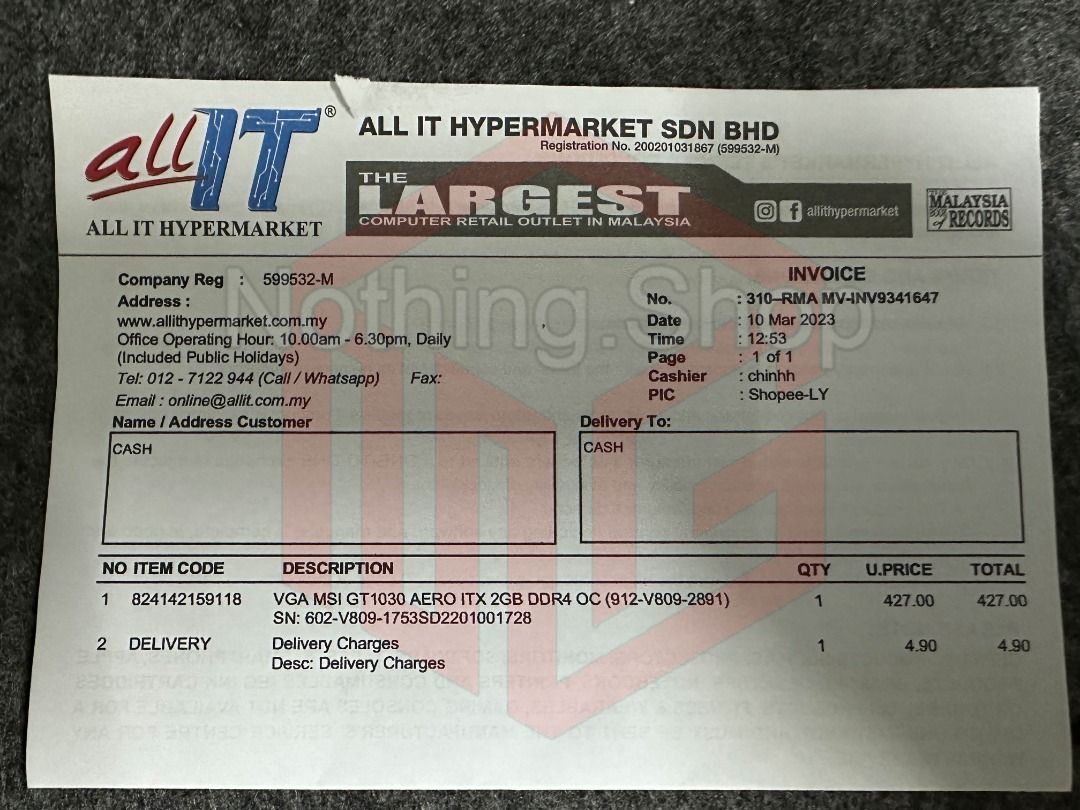 all IT ®
ALL IT HYPERMARKET
ALL IT HYPERMARKET SDN BHD
Registration No. 200201031867 (599532-M)
THE
LARGEST
COMPUTER RETAIL OUTLET IN MALAYSIA
allithypermarket
THE
MALAYSIA
BOOK of RECORDS
Nothing.Shop
Company Reg : 599532-M
Address :
www.allithypermarket.com.my
Office Operating Hour: 10.00am - 6.30pm, Daily
(Included Public Holidays)
Tel: 012 - 7122 944 (Call / Whatsapp) Fax:
Email : online@allit.com.my
INVOICE
No. : 310--RMA MV-INV9341647
Date : 10 Mar 2023
Time : 12:53
Page : 1 of 1
Cashier : chinhh
PIC : Shopee-LY
Name / Address Customer
CASH
Delivery To:
CASH
NO ITEM CODE DESCRIPTION QTY U.PRICE TOTAL
1 824142159118 VGA MSI GT1030 AERO ITX 2GB DDR4 OC (912-V809-2891) 1 427.00 427.00
SN: 602-V809-1753SD2201001728
2 DELIVERY Delivery Charges 1 4.90 4.90
Desc: Delivery Charges